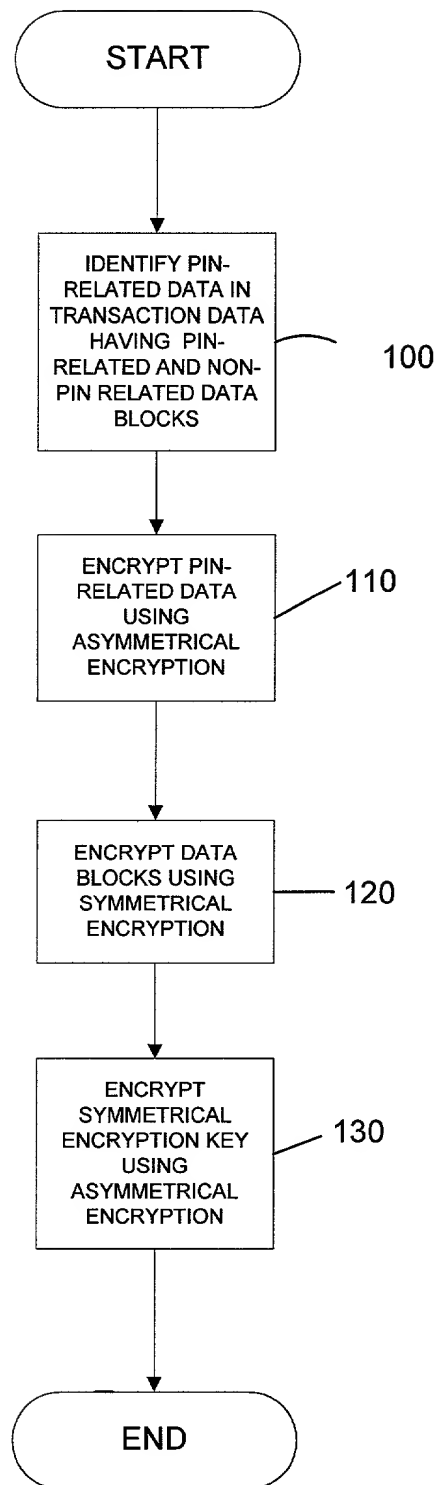 START
IDENTIFY PIN-
RELATED DATA IN
TRANSACTION DATA
HAVING PIN-
RELATED AND NON-
PIN RELATED DATA
BLOCKS
100
ENCRYPT PIN-
RELATED DATA
USING
ASYMMETRICAL
ENCRYPTION
110
ENCRYPT DATA
BLOCKS USING
SYMMETRICAL
ENCRYPTION
120
ENCRYPT
SYMMETRICAL
ENCRYPTION KEY
USING
ASYMMETRICAL
ENCRYPTION
130
END